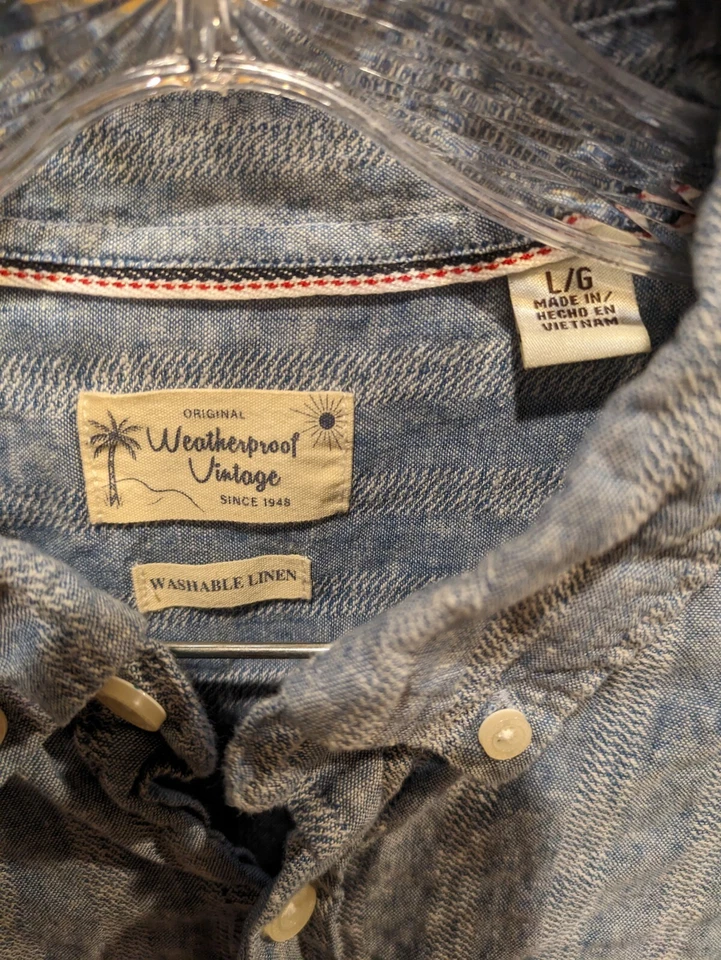 L/G
MADE IN/
HECHO EN
VIETNAM
ORIGINAL
Weatherproof
Vintage
SINCE 1948
WASHABLE LINEN